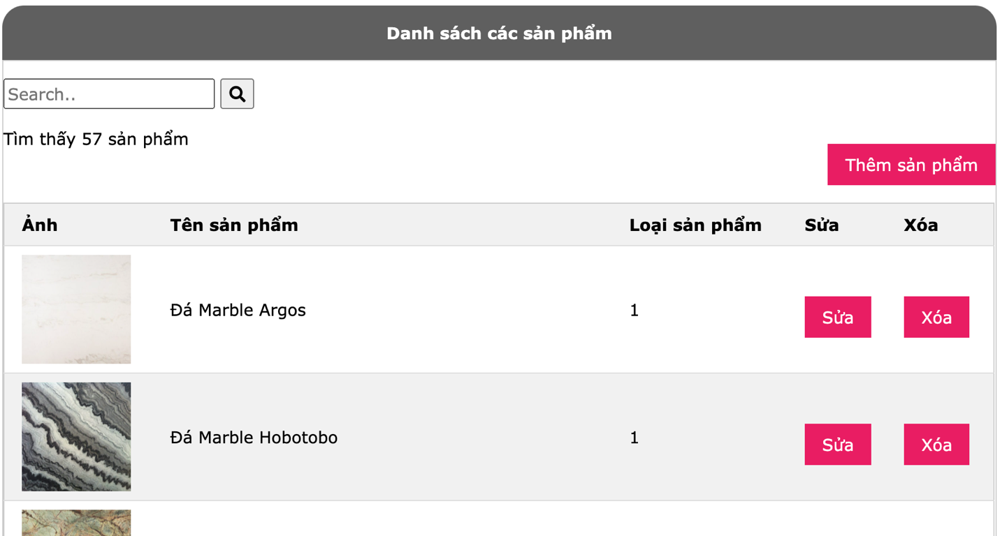 Danh sách các sản phẩm
Search..
Tìm thấy 57 sản phẩm
Thêm sản phẩm
Ảnh Tên sản phẩm Loại sản phẩm Sửa Xóa
Đá Marble Argos 1 Sửa Xóa
Đá Marble Hobotobo 1 Sửa Xóa